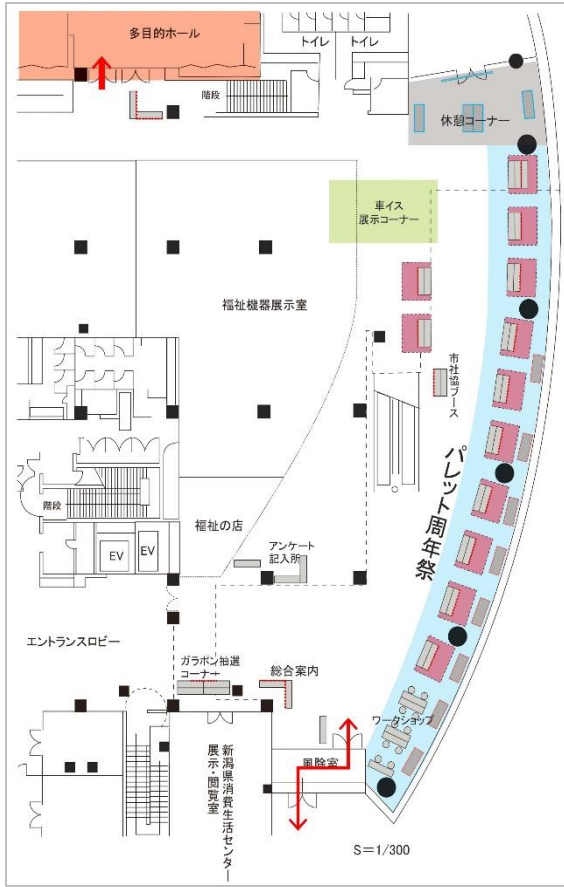 多目的ホール
トイレ
トイレ
階段
休憩コーナー
車イス
展示コーナー
福祉機器展示室
市社協ブース
パレット周年祭
階段
EV
EV
福祉の店
アンケート
記入所
エントランスロビー
ガラポン抽選
コーナー
総合案内
ワークショップ
風除室
新潟県消費生活センター
展示・閲覧室
S＝1/300